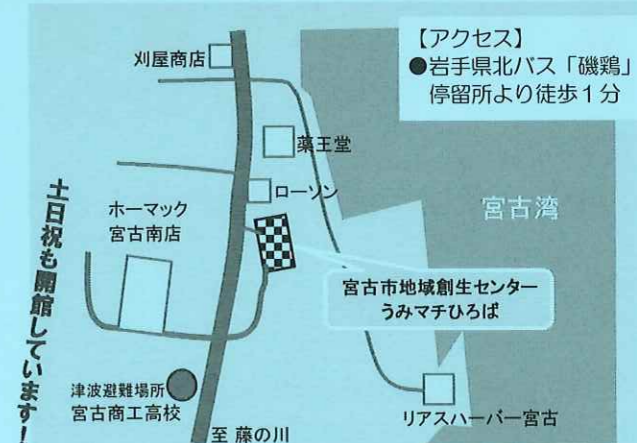 【アクセス】
●岩手県北バス「磯鶏」
停留所より徒歩1分
刈屋商店
薬王堂
ローソン
ホーマック
宮古南店
宮古湾
宮古市地域創生センター
うみマチひろば
土日祝も開館しています！
津波避難場所
宮古商工高校
リアスハーバー宮古
至 藤の川